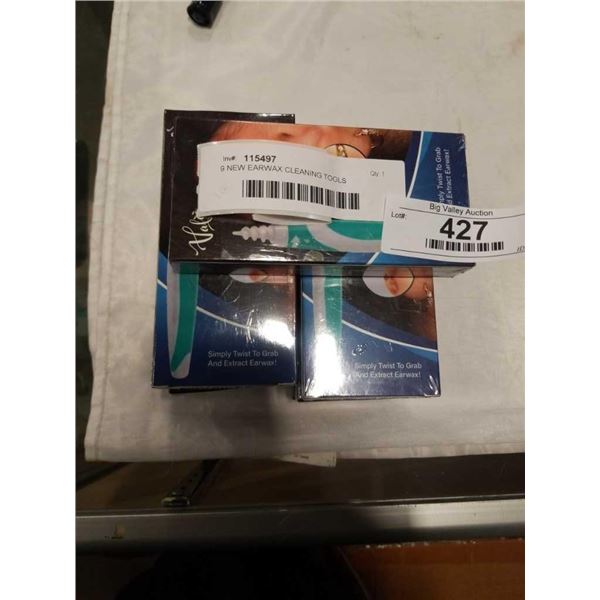 Inv# 115497
9 NEW EARWAX CLEANING TOOLS
Qty: 1
Big Valley Auction
Lot#:
427
Simply Twist To Grab
And Extract Earwax!
Simply Twist To Grab
And Extract Earwax!
Simply Twist To Grab
And Extract Earwax!